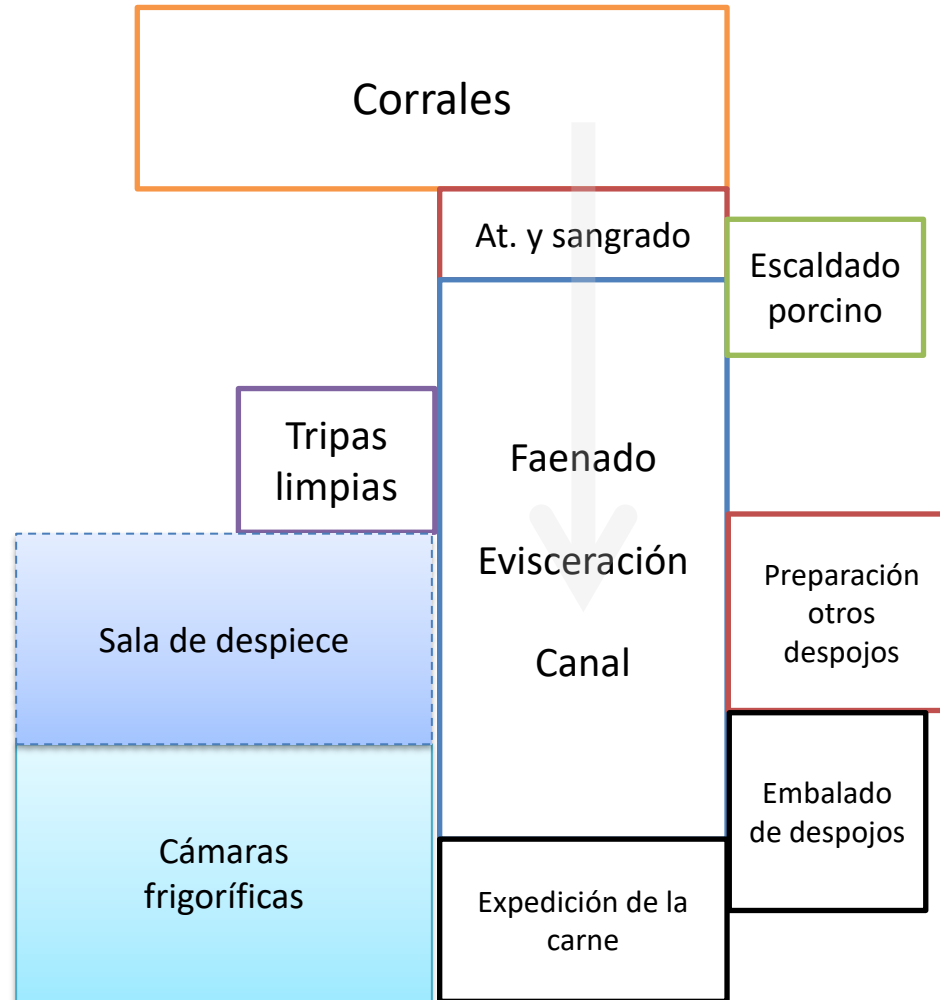 Corrales
At. y sangrado
Escaldado
porcino
Tripas
limpias
Faenado
Evisceración
Canal
Preparación
otros
despojos
Sala de despiece
Embalado
de despojos
Cámaras
frigoríficas
Expedición de la
carne